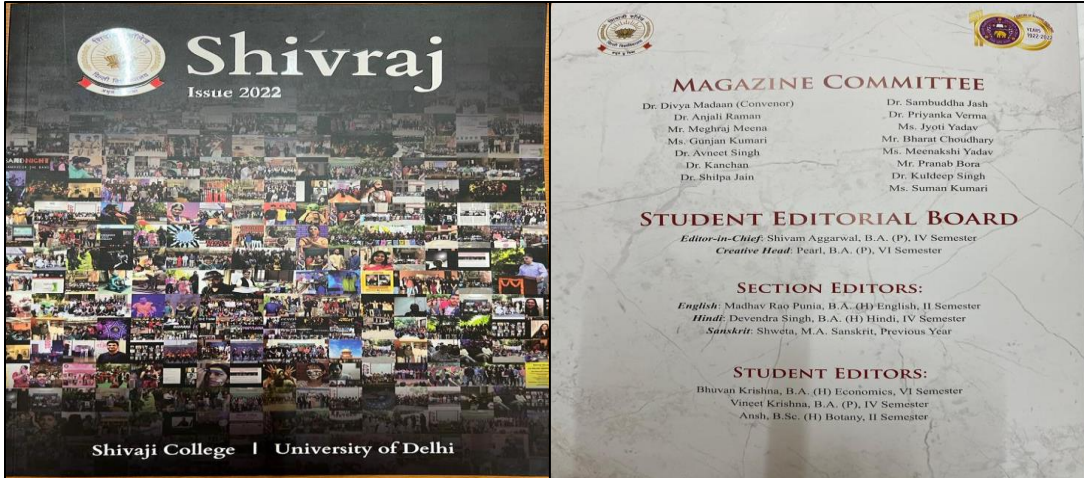 Shivraj
Issue 2022
Shivaji College | University of Delhi
YEARS
1922-2022
MAGAZINE COMMITTEE
Dr. Divya Madaan (Convenor)
Dr. Anjali Raman
Mr. Meghraj Meena
Ms. Gunjan Kumari
Dr. Avneet Singh
Dr. Kanchan
Dr. Shilpa Jain
Dr. Sambuddha Jash
Dr. Priyanka Verma
Ms. Jyoti Yadav
Mr. Bharat Choudhary
Ms. Meenakshi Yadav
Mr. Pranab Bora
Dr. Kuldeep Singh
Ms. Suman Kumari
STUDENT EDITORIAL BOARD
Editor-in-Chief: Shivam Aggarwal, B.A. (P), IV Semester
Creative Head: Pearl, B.A. (P), VI Semester
SECTION EDITORS:
English: Madhav Rao Punia, B.A. (H) English, II Semester
Hindi: Devendra Singh, B.A. (H) Hindi, IV Semester
Sanskrit: Shweta, M.A. Sanskrit, Previous Year
STUDENT EDITORS:
Bhuvan Krishna, B.A. (H) Economics, VI Semester
Vineet Krishna, B.A. (P), IV Semester
Ansh, B.Sc. (H) Botany, II Semester